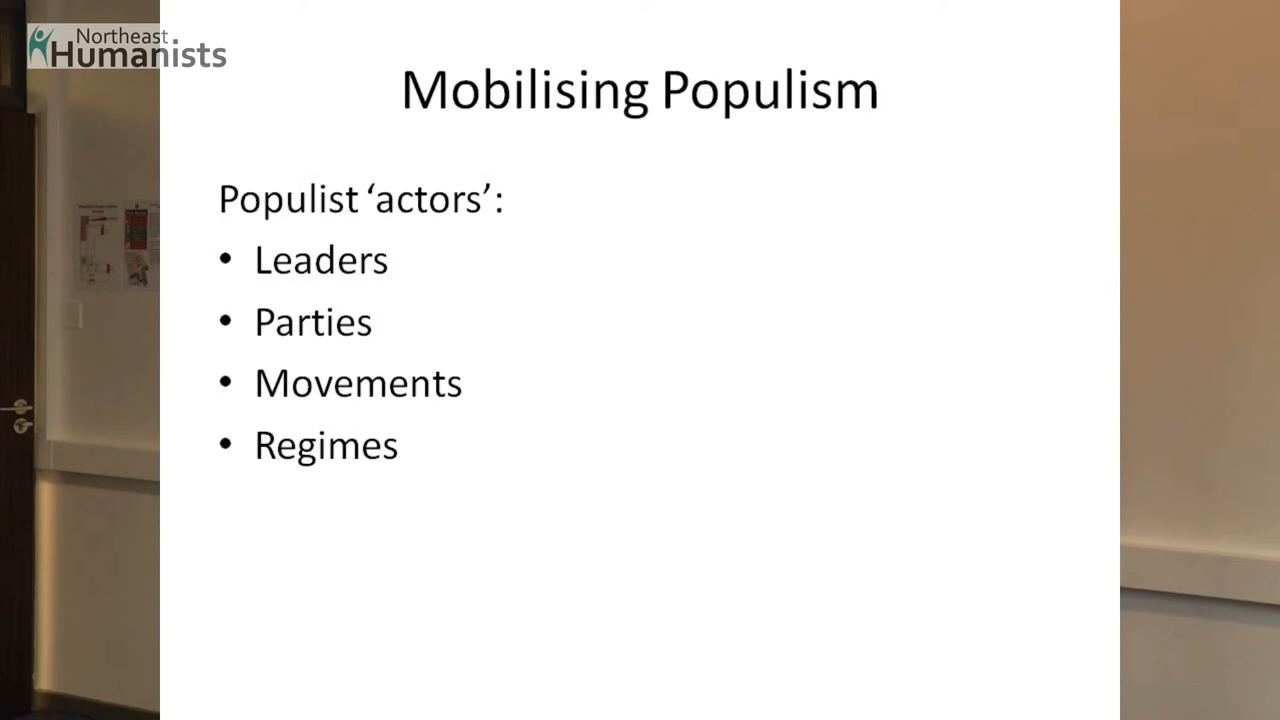 Northeast
Humanists
Mobilising Populism
Populist ‘actors’:
• Leaders
• Parties
• Movements
• Regimes